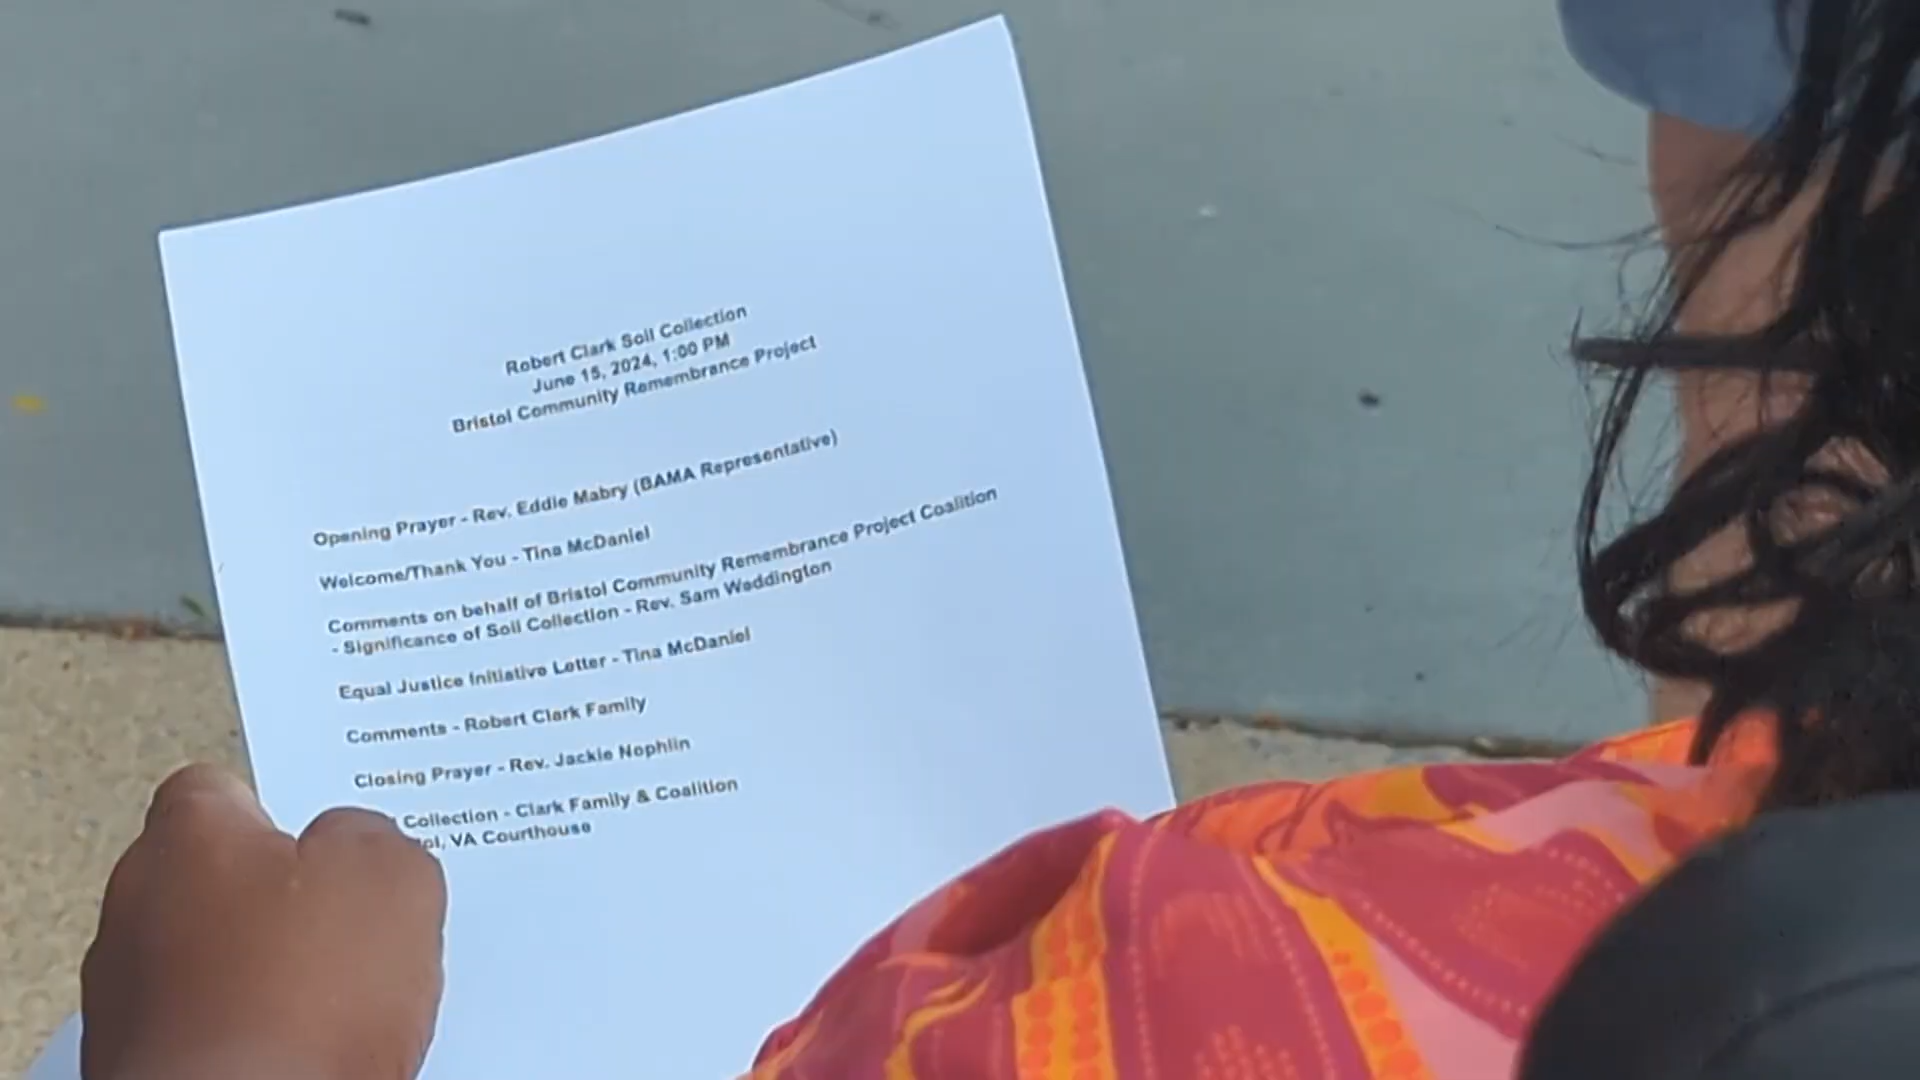 Robert Clark Soil Collection
June 15, 2024, 1:00 PM
Bristol Community Remembrance Project
Opening Prayer - Rev. Eddie Mabry (BAMA Representative)
Welcome/Thank You - Tina McDaniel
Comments on behalf of Bristol Community Remembrance Project Coalition
- Significance of Soil Collection - Rev. Sam Waddington
Equal Justice Initiative Letter - Tina McDaniel
Comments - Robert Clark Family
Closing Prayer - Rev. Jackie Nophlin
Collection - Clark Family & Coalition
VA Courthouse